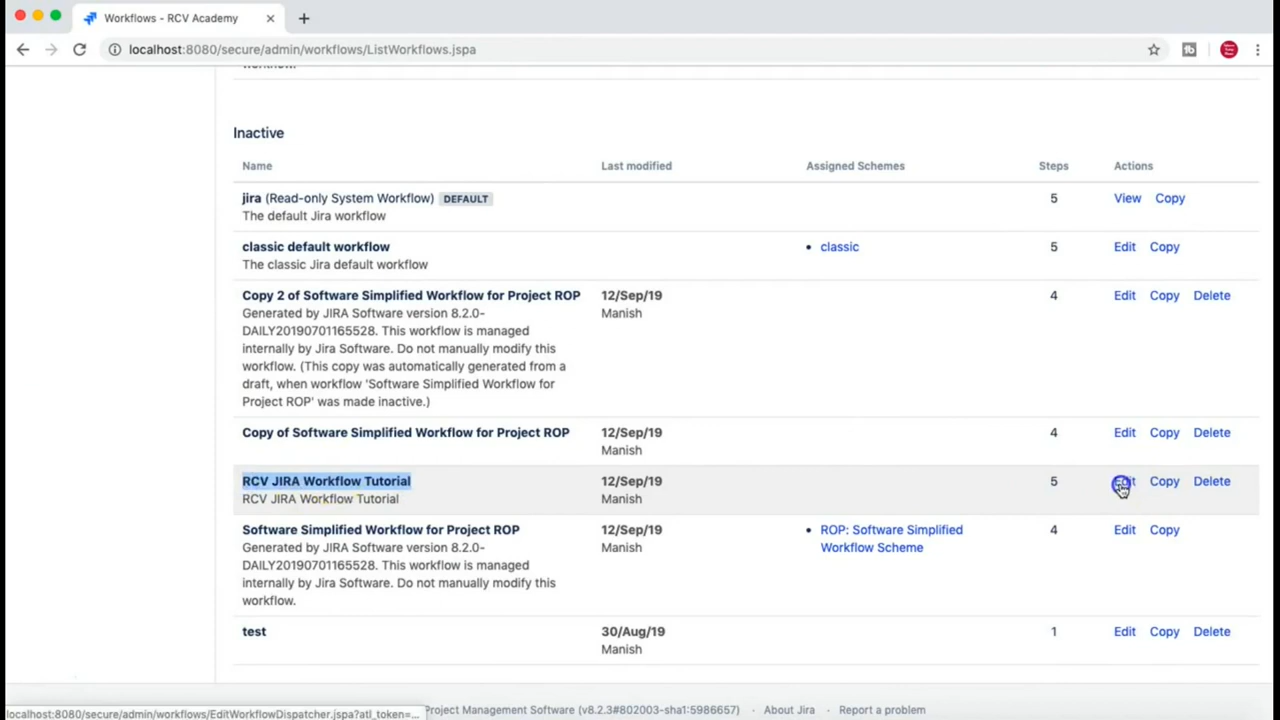 Workflows - RCV Academy
localhost:8080/secure/admin/workflows/ListWorkflows.jspa
workflow.
Inactive
Name Last modified Assigned Schemes Steps Actions
jira (Read-only System Workflow) DEFAULT 5 View Copy
The default Jira workflow
classic default workflow classic 5 Edit Copy
The classic Jira default workflow
Copy 2 of Software Simplified Workflow for Project ROP 12/Sep/19 4 Edit Copy Delete
Generated by JIRA Software version 8.2.0- Manish
DAILY20190701165528. This workflow is managed
internally by Jira Software. Do not manually modify this
workflow. (This copy was automatically generated from a
draft, when workflow 'Software Simplified Workflow for
Project ROP' was made inactive.)
Copy of Software Simplified Workflow for Project ROP 12/Sep/19 4 Edit Copy Delete
Manish
RCV JIRA Workflow Tutorial 12/Sep/19 5 Edit Copy Delete
RCV JIRA Workflow Tutorial Manish
Software Simplified Workflow for Project ROP 12/Sep/19 ROP: Software Simplified 4 Edit Copy
Generated by JIRA Software version 8.2.0- Manish Workflow Scheme
DAILY20190701165528. This workflow is managed
internally by Jira Software. Do not manually modify this
workflow.
test 30/Aug/19 1 Edit Copy Delete
Manish
localhost:8080/secure/admin/workflows/EditWorkflowDispatcher.jspa?atl_token=... Project Management Software (v8.2.3#802003-sha1:5986657) · About Jira · Report a problem